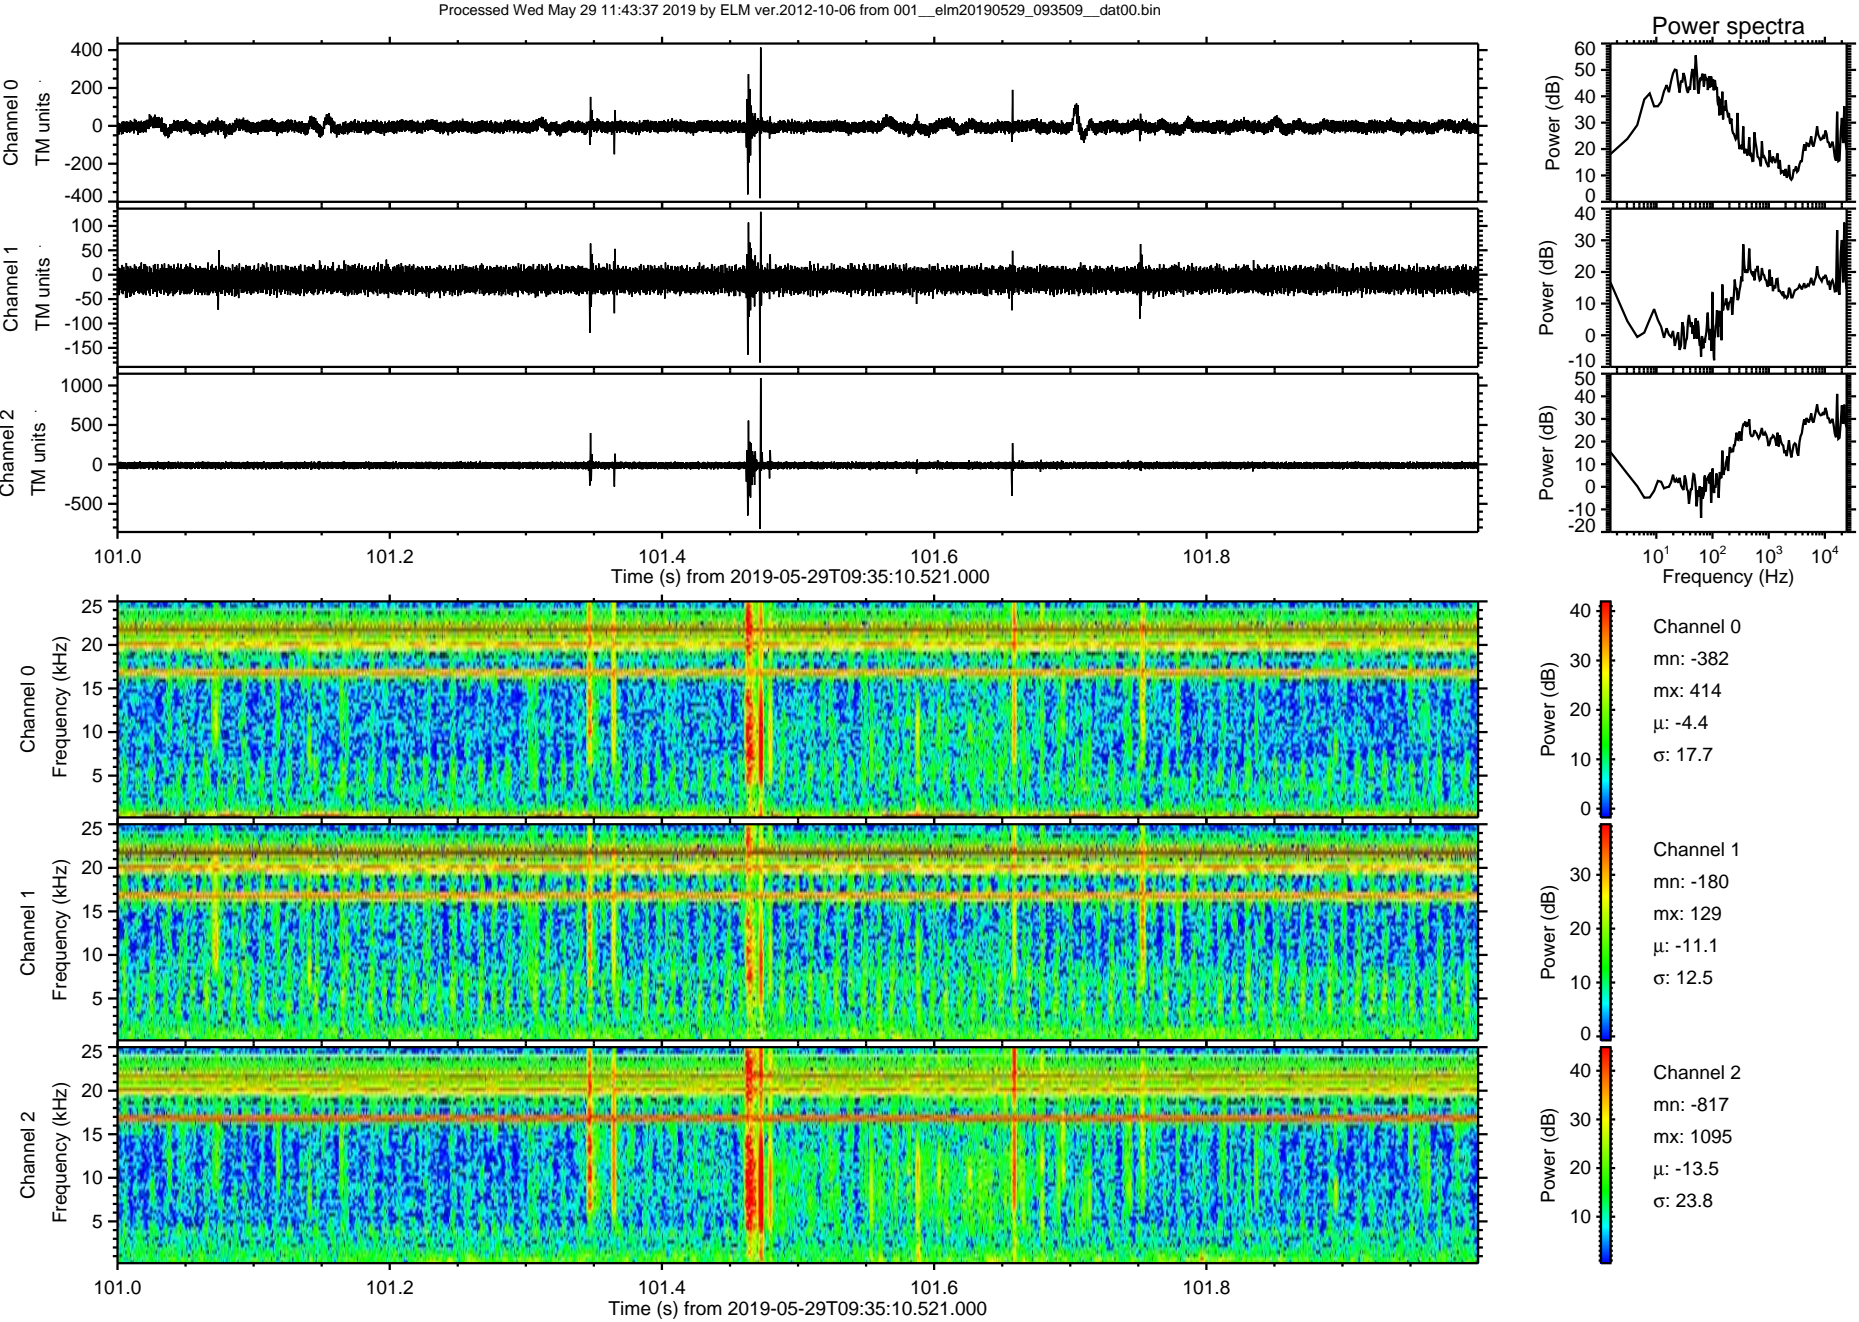 Processed Wed May 29 11:43:37 2019 by ELM ver.2012-10-06 from 001__elm20190529_093509__dat00.bin
Power spectra
Channel 0
TM units
400
200
0
-200
-400
Power (dB)
60
50
40
30
20
10
0
Channel 1
TM units
100
50
0
-50
-100
-150
Power (dB)
40
30
20
10
0
-10
Channel 2
TM units
1000
500
0
-500
Power (dB)
50
40
30
20
10
0
-10
-20
101.0 101.2 101.4 101.6 101.8
Time (s) from 2019-05-29T09:35:10.521.000
10¹ 10² 10³ 10⁴
Frequency (Hz)
Channel 0
Frequency (kHz)
25
20
15
10
5
Power (dB)
40
30
20
10
0
Channel 0
mn: -382
mx: 414
μ: -4.4
σ: 17.7
Channel 1
Frequency (kHz)
25
20
15
10
5
Power (dB)
30
20
10
0
Channel 1
mn: -180
mx: 129
μ: -11.1
σ: 12.5
Channel 2
Frequency (kHz)
25
20
15
10
5
Power (dB)
40
30
20
10
Channel 2
mn: -817
mx: 1095
μ: -13.5
σ: 23.8
101.0 101.2 101.4 101.6 101.8
Time (s) from 2019-05-29T09:35:10.521.000